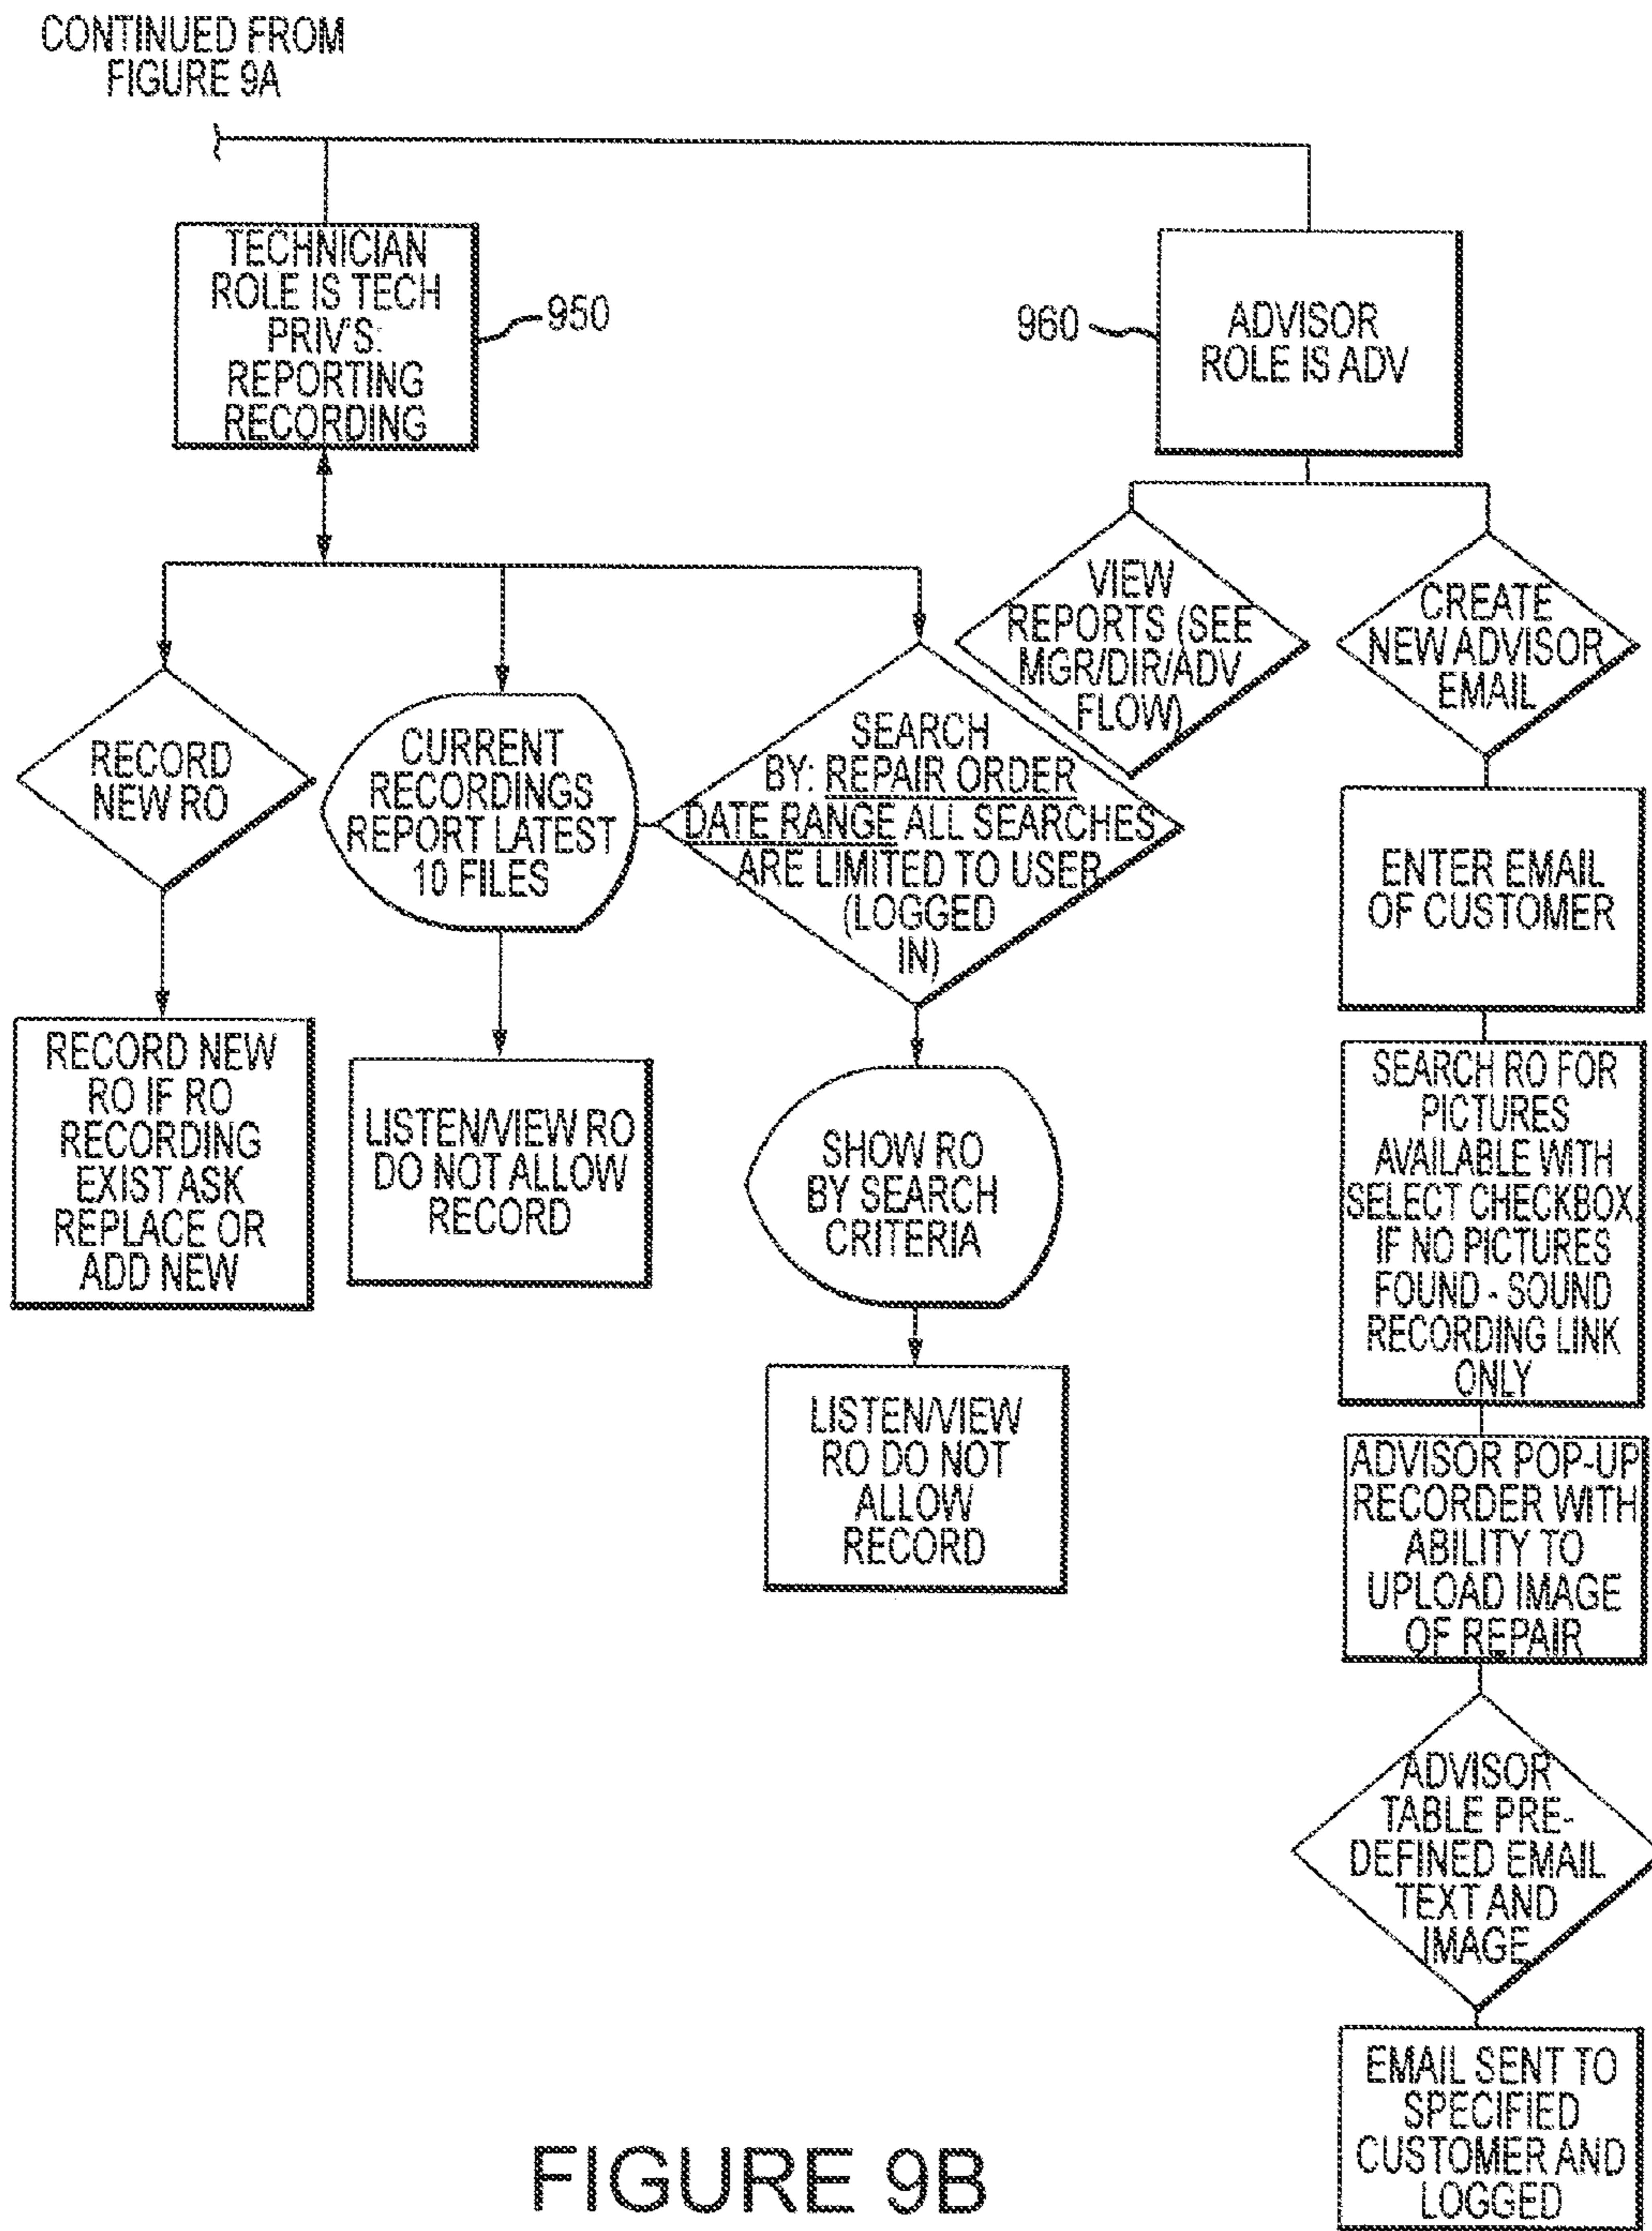 CONTINUED FROM
FIGURE 9A
TECHNICIAN
ROLE IS TECH
PRIV'S:
REPORTING
RECORDING
950
960
ADVISOR
ROLE IS ADV
RECORD
NEW RO
CURRENT
RECORDINGS
REPORT LATEST
10 FILES
SEARCH
BY: REPAIR ORDER
DATE RANGE ALL SEARCHES
ARE LIMITED TO USER
(LOGGED
IN)
VIEW
REPORTS (SEE
MGR/DIR/ADV
FLOW)
CREATE
NEW ADVISOR
EMAIL
RECORD NEW
RO IF RO
RECORDING
EXIST ASK
REPLACE OR
ADD NEW
LISTEN/VIEW RO
DO NOT ALLOW
RECORD
SHOW RO
BY SEARCH
CRITERIA
LISTEN/VIEW
RO DO NOT
ALLOW
RECORD
ENTER EMAIL
OF CUSTOMER
SEARCH RO FOR
PICTURES
AVAILABLE WITH
SELECT CHECKBOX.
IF NO PICTURES
FOUND - SOUND
RECORDING LINK
ONLY
ADVISOR POP-UP
RECORDER WITH
ABILITY TO
UPLOAD IMAGE
OF REPAIR
ADVISOR
TABLE PRE-
DEFINED EMAIL
TEXT AND
IMAGE
EMAIL SENT TO
SPECIFIED
CUSTOMER AND
LOGGED
FIGURE 9B